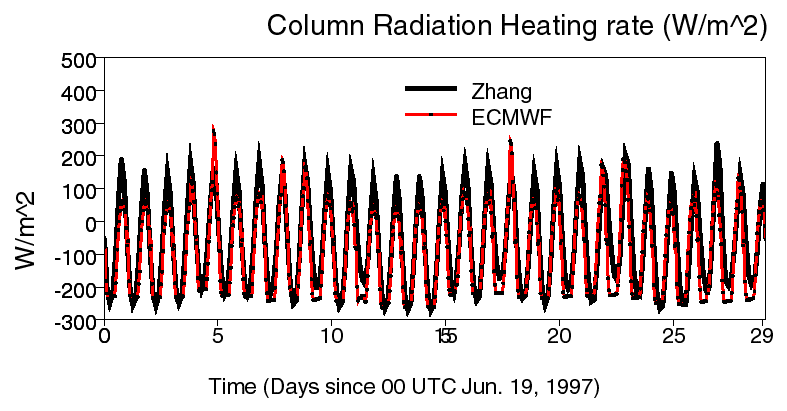 Column Radiation Heating rate (W/m^2)
500
400
300
200
100
0
-100
-200
-300
W/m^2
Zhang
ECMWF
0 5 10 15 20 25 29
Time (Days since 00 UTC Jun. 19, 1997)